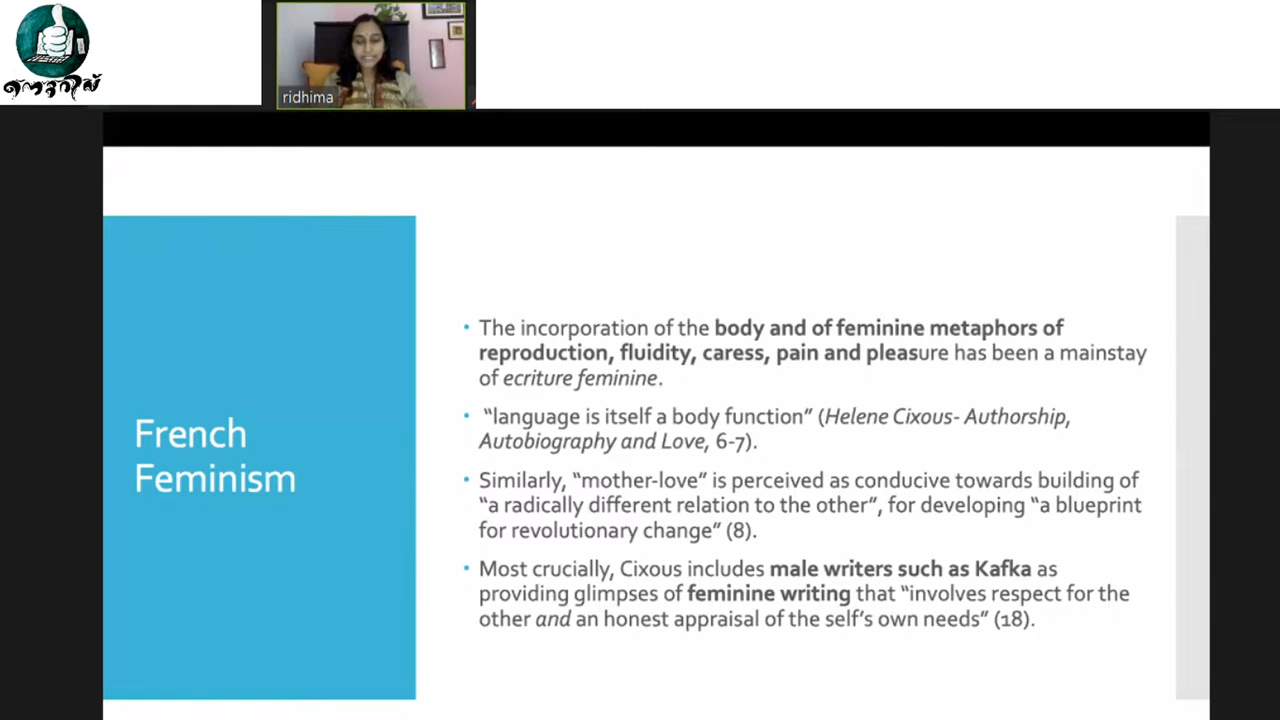 ridhima
French
Feminism
• The incorporation of the body and of feminine metaphors of
reproduction, fluidity, caress, pain and pleasure has been a mainstay
of ecriture feminine.
• “language is itself a body function” (Helene Cixous- Authorship,
Autobiography and Love, 6-7).
• Similarly, “mother-love” is perceived as conducive towards building of
“a radically different relation to the other”, for developing “a blueprint
for revolutionary change” (8).
• Most crucially, Cixous includes male writers such as Kafka as
providing glimpses of feminine writing that “involves respect for the
other and an honest appraisal of the self’s own needs” (18).